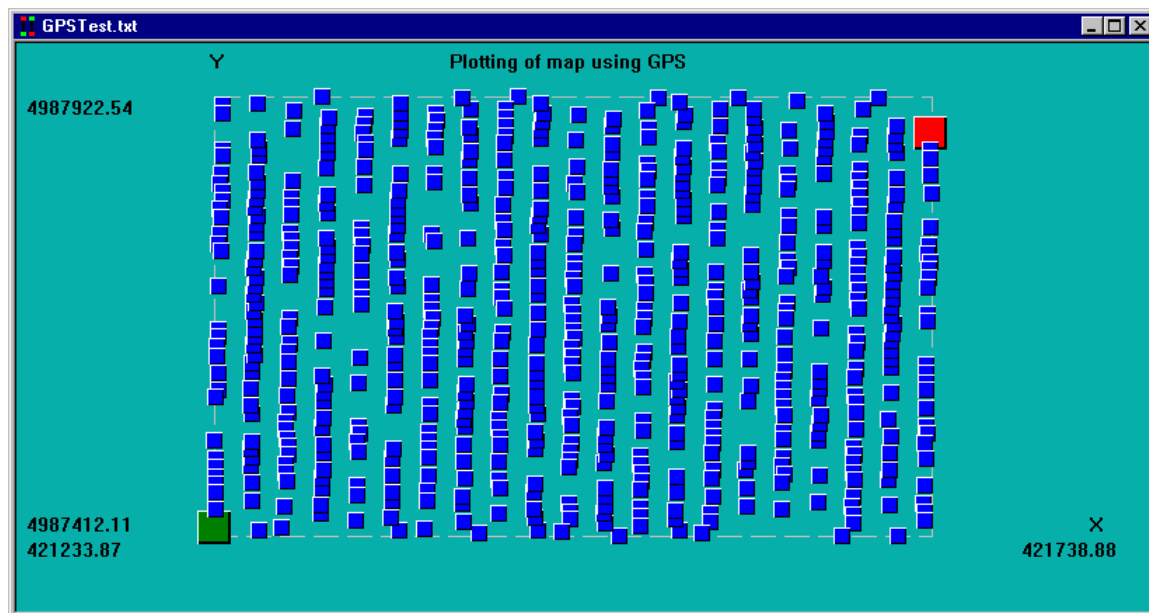 GPSTest.txt
Y
Plotting of map using GPS
4987922.54
4987412.11
X
421233.87
421738.88